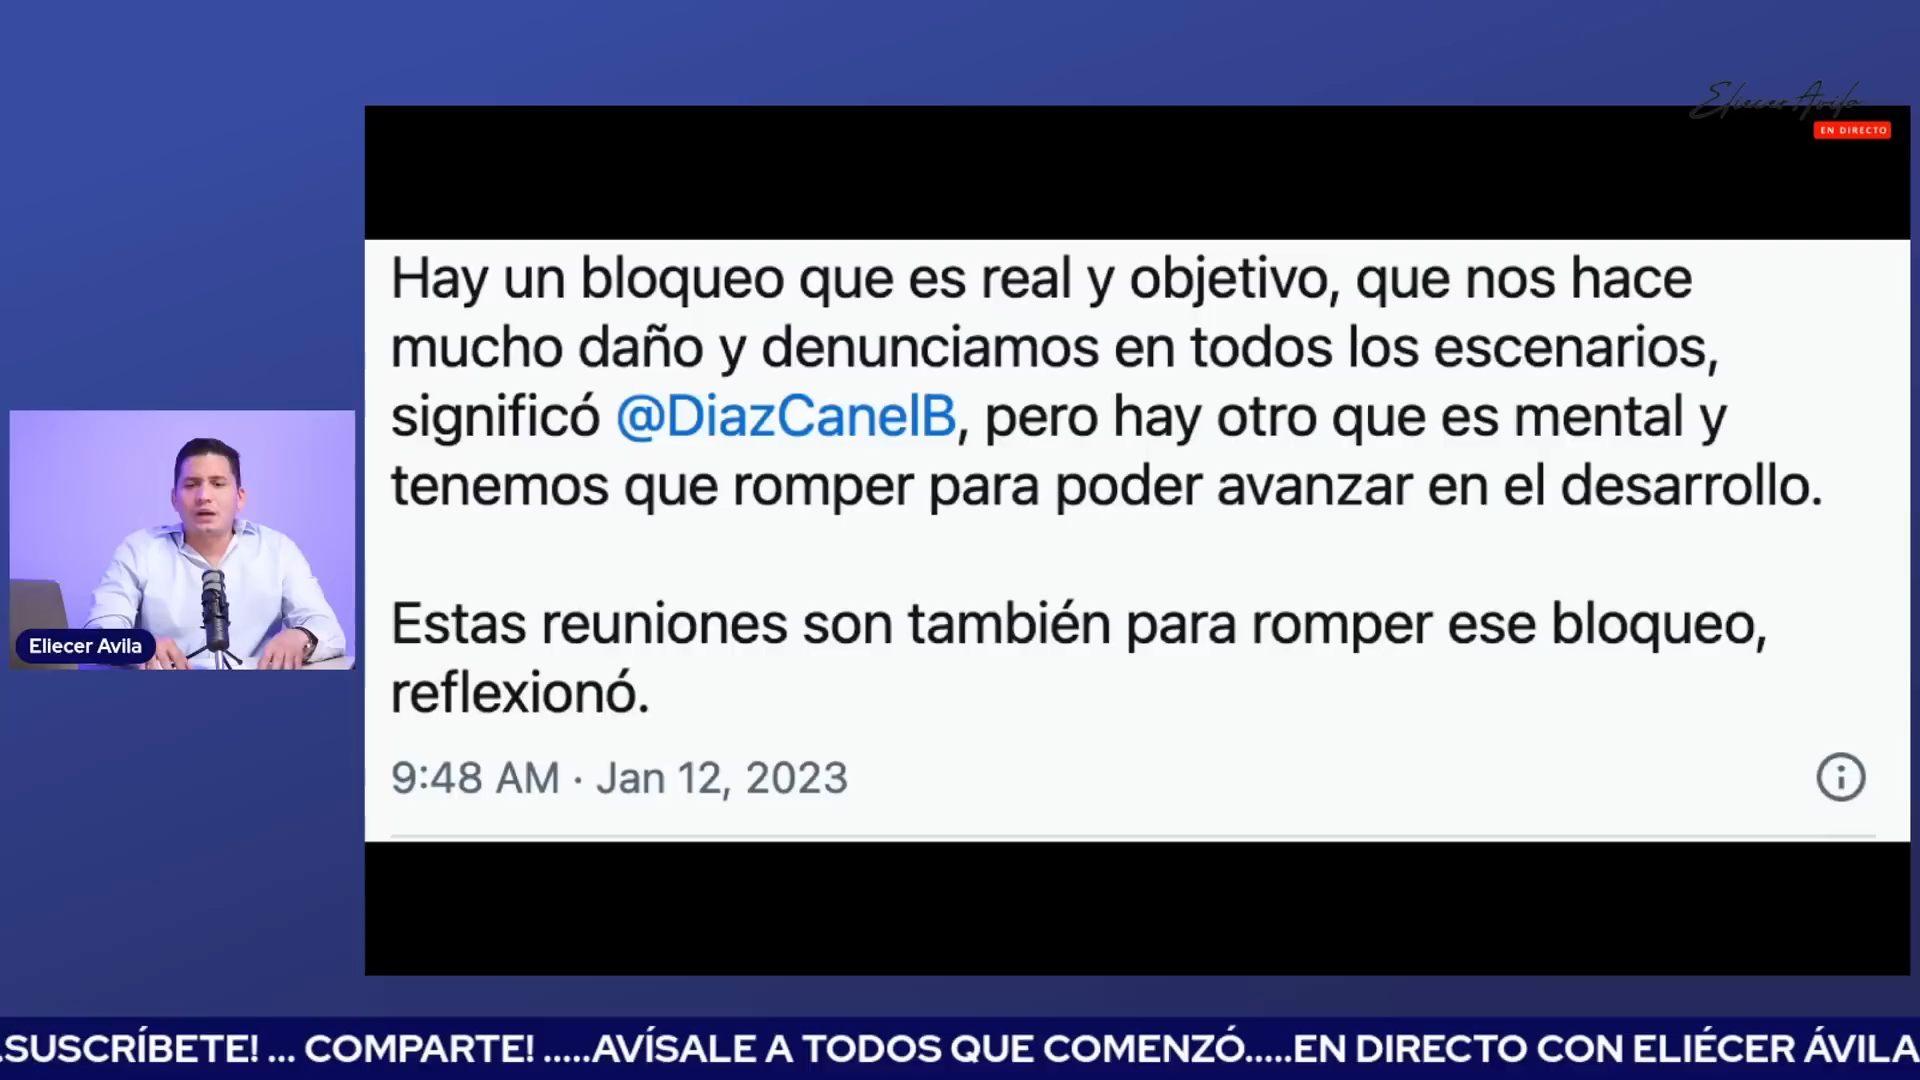 Eliecer Avila
EN DIRECTO
Hay un bloqueo que es real y objetivo, que nos hace
mucho daño y denunciamos en todos los escenarios,
significó @DiazCanelB, pero hay otro que es mental y
tenemos que romper para poder avanzar en el desarrollo.
Estas reuniones son también para romper ese bloqueo,
reflexionó.
9:48 AM · Jan 12, 2023
Eliecer Avila
.SUSCRÍBETE! ... COMPARTE! .....AVÍSALE A TODOS QUE COMENZÓ.....EN DIRECTO CON ELIÉCER ÁVILA